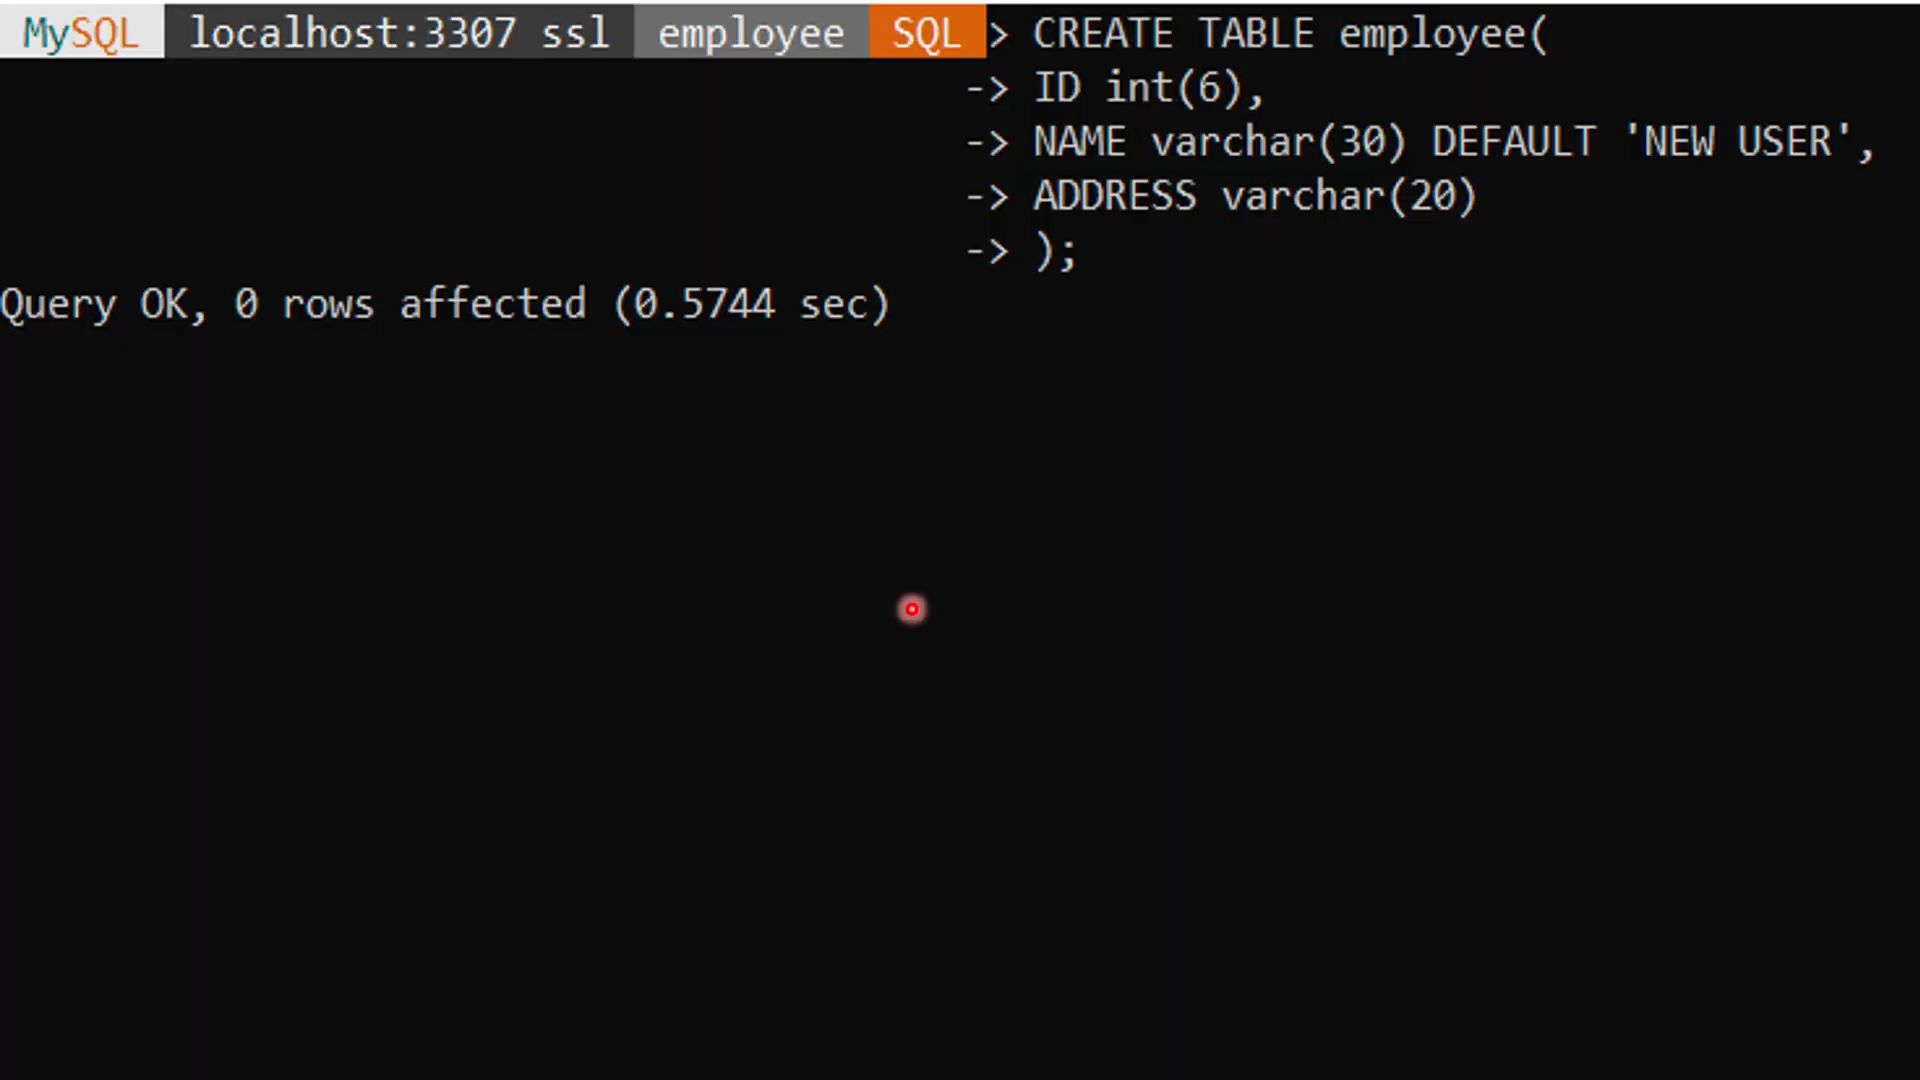 MySQL localhost:3307 ssl employee SQL > CREATE TABLE employee(
-> ID int(6),
-> NAME varchar(30) DEFAULT 'NEW USER',
-> ADDRESS varchar(20)
-> );
Query OK, 0 rows affected (0.5744 sec)